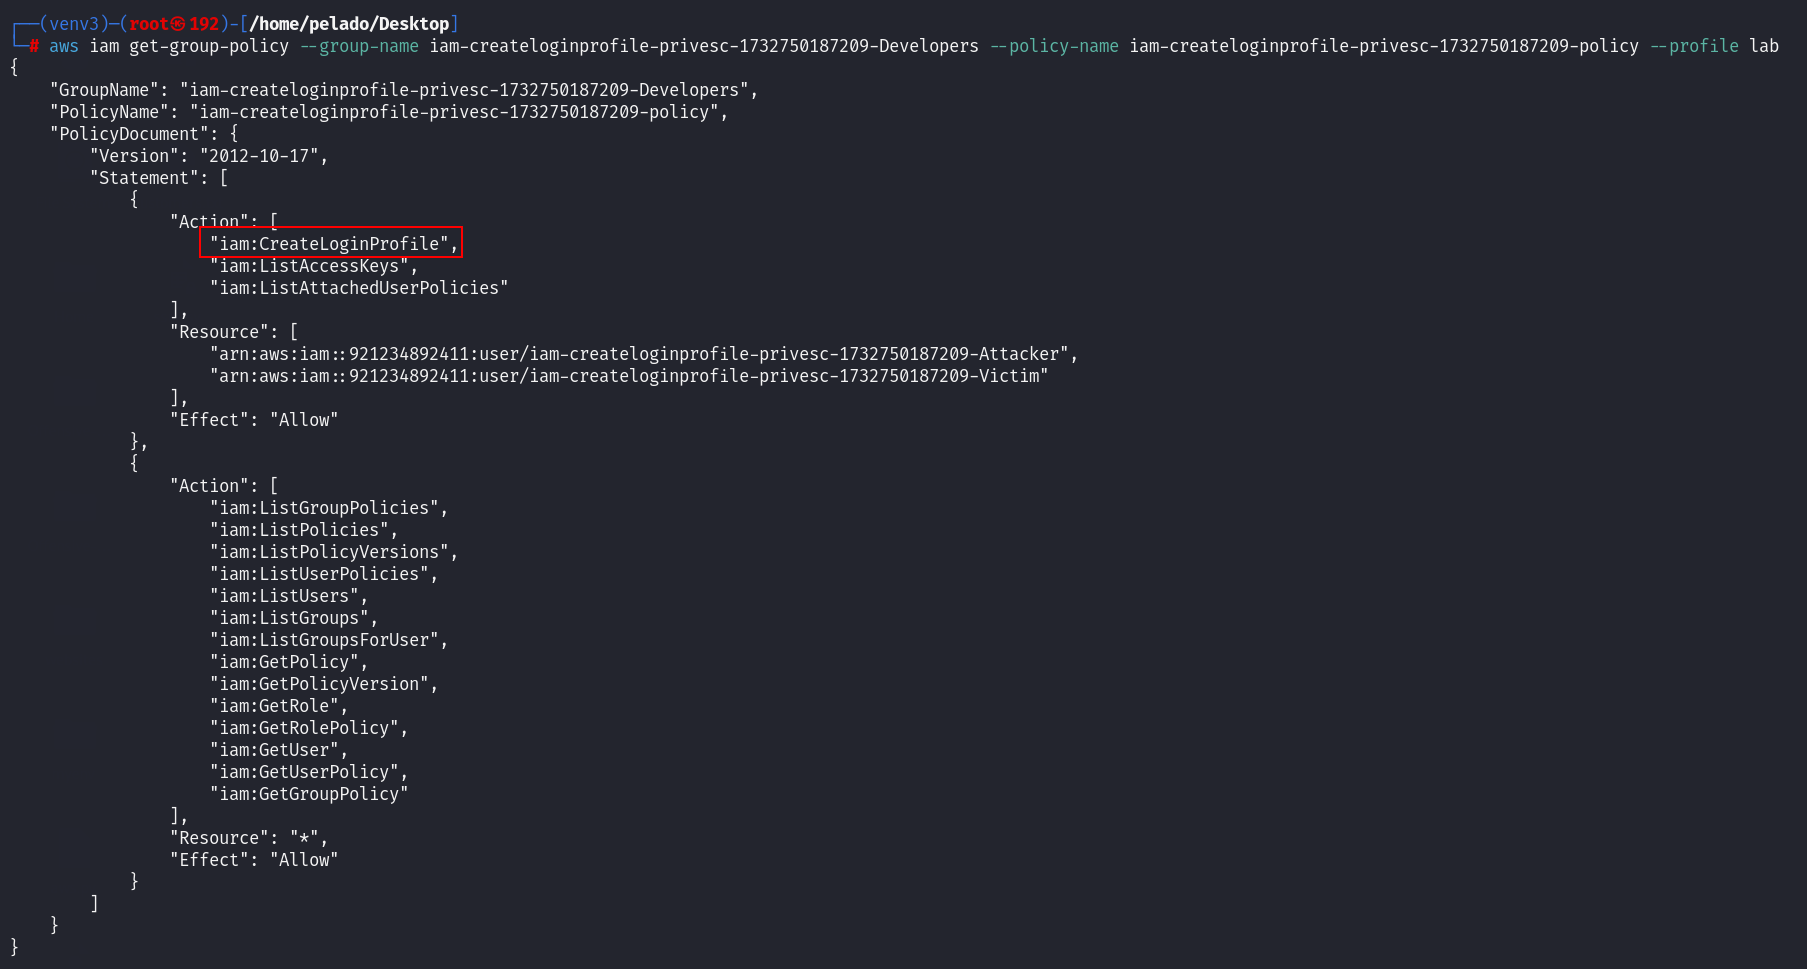 ┌──(venv3)─(root㉿192)-[/home/pelado/Desktop]
└─# aws iam get-group-policy --group-name iam-createloginprofile-privesc-1732750187209-Developers --policy-name iam-createloginprofile-privesc-1732750187209-policy --profile lab
{
    "GroupName": "iam-createloginprofile-privesc-1732750187209-Developers",
    "PolicyName": "iam-createloginprofile-privesc-1732750187209-policy",
    "PolicyDocument": {
        "Version": "2012-10-17",
        "Statement": [
            {
                "Action": [
                    "iam:CreateLoginProfile",
                    "iam:ListAccessKeys",
                    "iam:ListAttachedUserPolicies"
                ],
                "Resource": [
                    "arn:aws:iam::921234892411:user/iam-createloginprofile-privesc-1732750187209-Attacker",
                    "arn:aws:iam::921234892411:user/iam-createloginprofile-privesc-1732750187209-Victim"
                ],
                "Effect": "Allow"
            },
            {
                "Action": [
                    "iam:ListGroupPolicies",
                    "iam:ListPolicies",
                    "iam:ListPolicyVersions",
                    "iam:ListUserPolicies",
                    "iam:ListUsers",
                    "iam:ListGroups",
                    "iam:ListGroupsForUser",
                    "iam:GetPolicy",
                    "iam:GetPolicyVersion",
                    "iam:GetRole",
                    "iam:GetRolePolicy",
                    "iam:GetUser",
                    "iam:GetUserPolicy",
                    "iam:GetGroupPolicy"
                ],
                "Resource": "*",
                "Effect": "Allow"
            }
        ]
    }
}